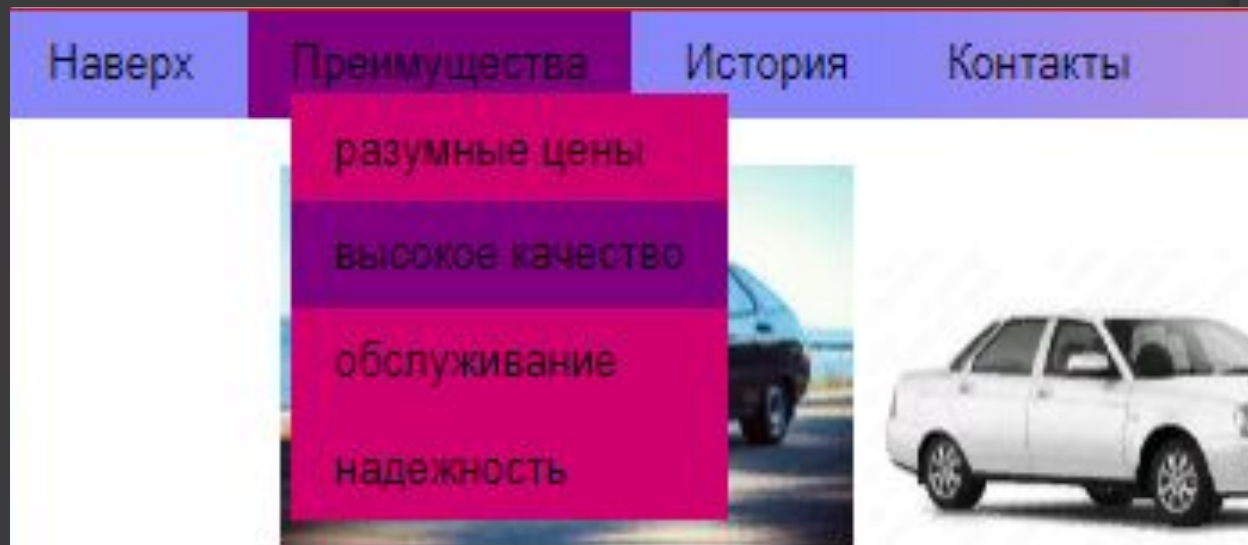 Наверх Преимущества История Контакты
разумные цены
высокое качество
обслуживание
надежность